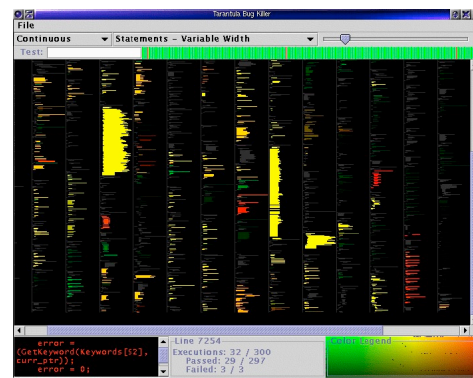 Tarantula Bug Killer
File
Continuous
Statements - Variable Width
Test:
error =
(GetKeyword(Keywords[S2],
curr_ptr));
error = 0;
Line 7254
Executions: 32 / 300
Passed: 29 / 297
Failed: 3 / 3
Color Legend